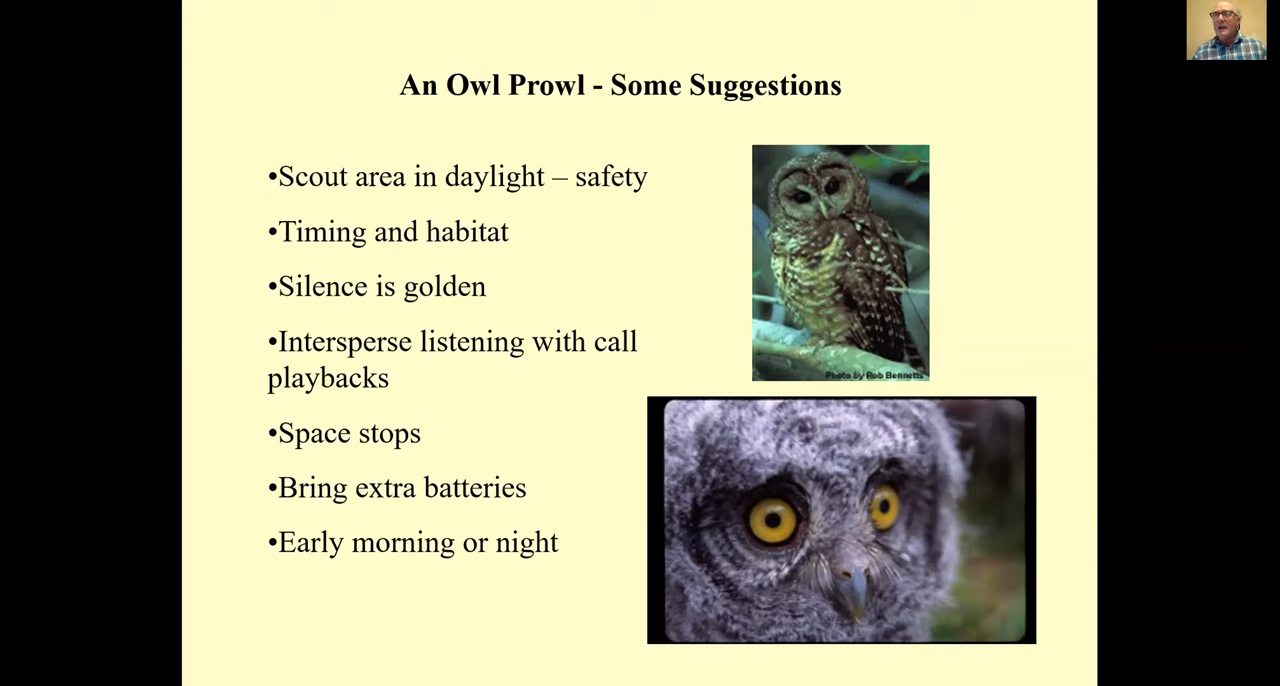 An Owl Prowl - Some Suggestions
•Scout area in daylight – safety
•Timing and habitat
•Silence is golden
•Intersperse listening with call
playbacks
•Space stops
•Bring extra batteries
•Early morning or night
Photo by Rob Bennetts